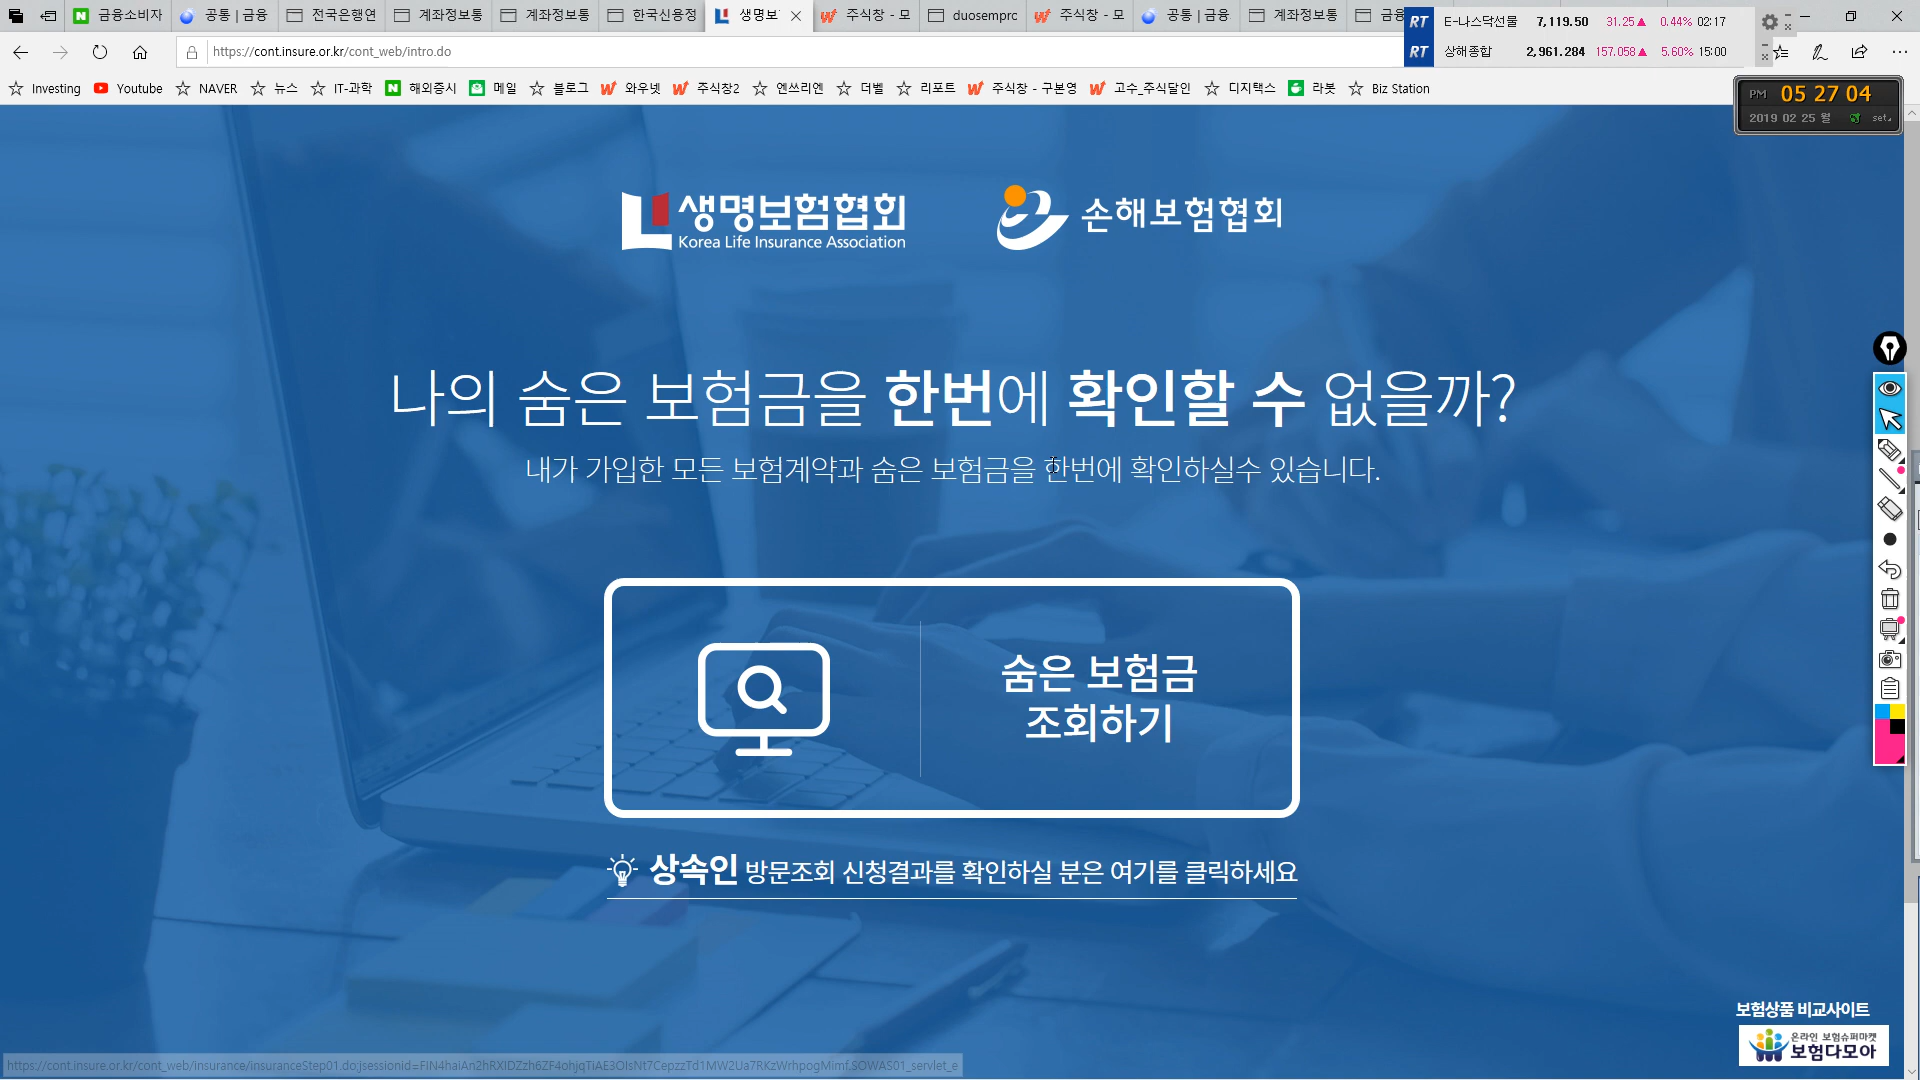 금융소비자
공통 | 금융
전국은행연
계좌정보통
계좌정보통
한국신용정
생명보
주식창 - 모
duosemprc
주식창 - 모
공통 | 금융
계좌정보통
금융
RT E-나스닥선물 7,119.50 31.25▲ 0.44% 02:17
RT 상해종합 2,961.284 157.058▲ 5.60% 15:00
https://cont.insure.or.kr/cont_web/intro.do
Investing Youtube NAVER 뉴스 IT-과학 해외증시 메일 블로그 와우넷 주식창2 엔쓰리엔 더벨 리포트 주식창 - 구본영 고수_주식달인 디지택스 라봇 Biz Station
PM 05 27 04
2019 02 25 월 set
생명보험협회
Korea Life Insurance Association
손해보험협회
나의 숨은 보험금을 한번에 확인할 수 없을까?
내가 가입한 모든 보험계약과 숨은 보험금을 한번에 확인하실수 있습니다.
숨은 보험금
조회하기
상속인 방문조회 신청결과를 확인하실 분은 여기를 클릭하세요
보험상품 비교사이트
온라인 보험슈퍼마켓
보험다모아